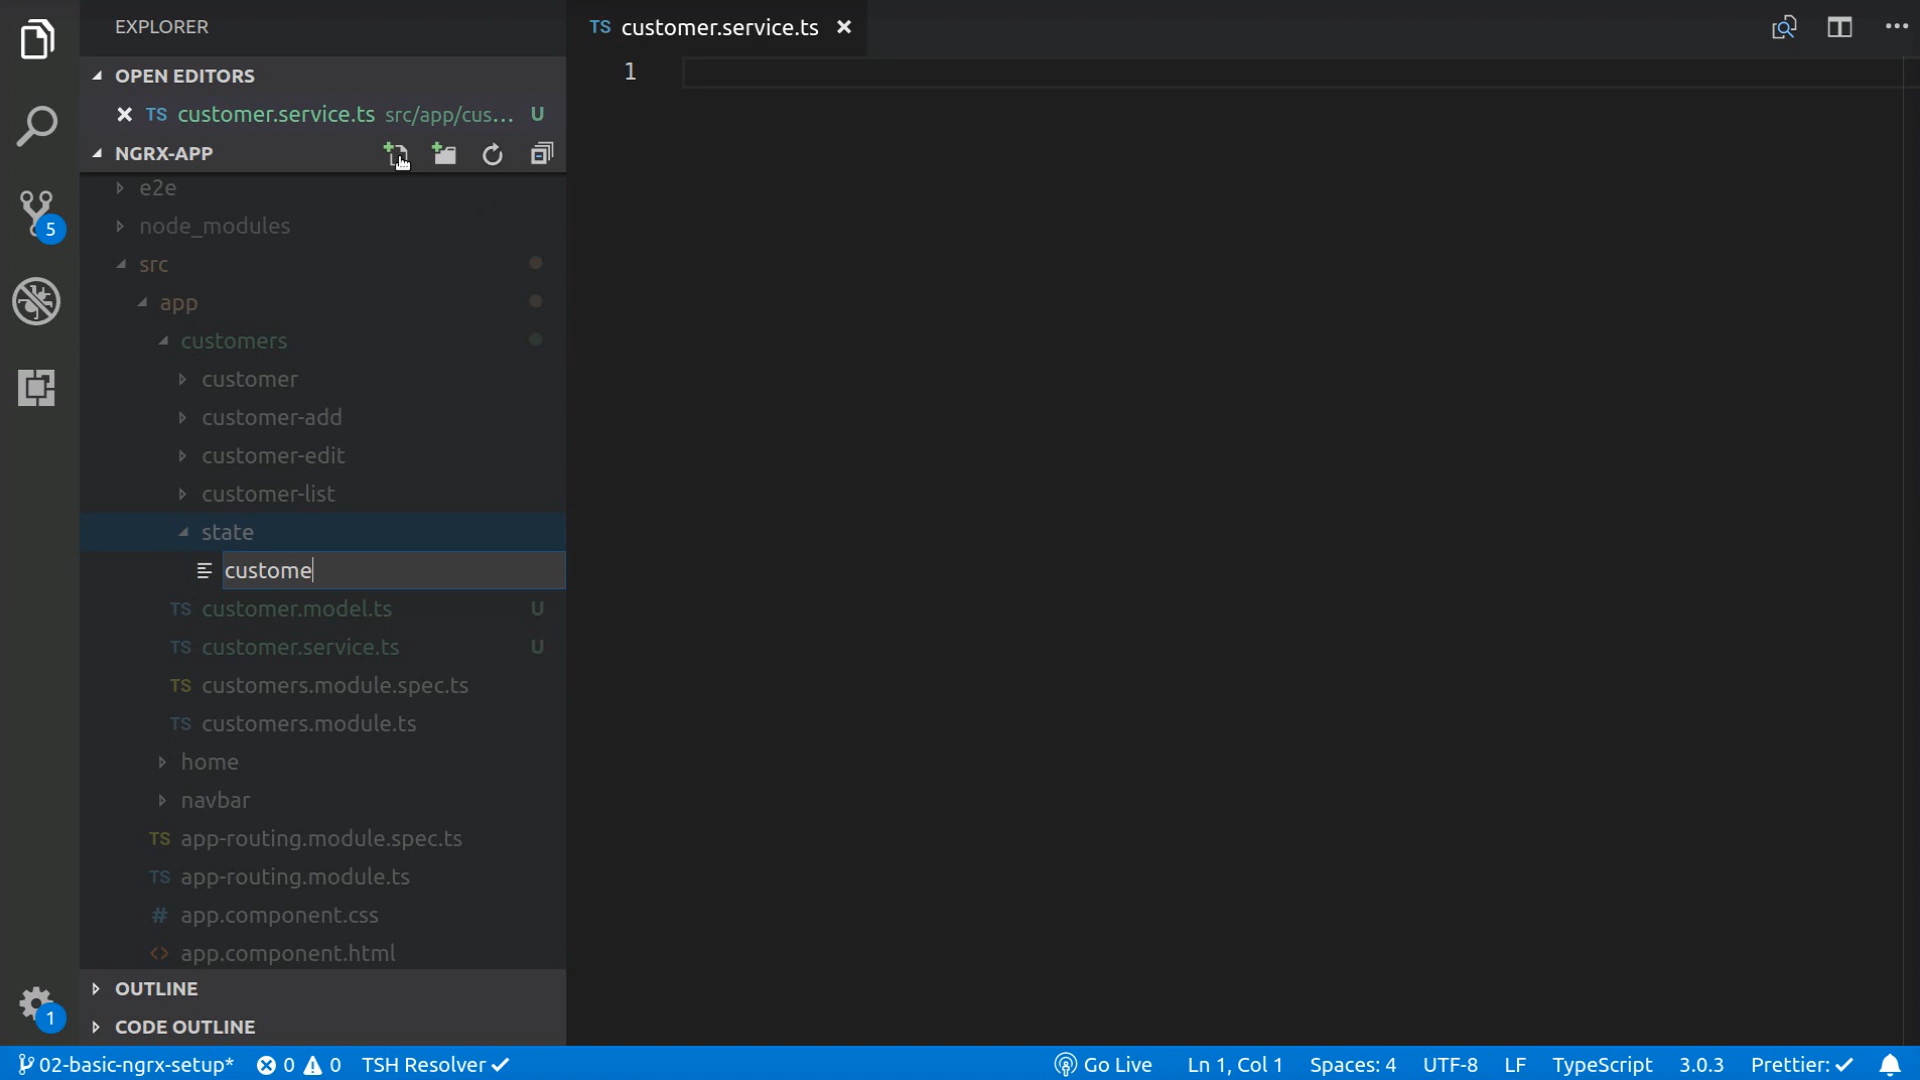 EXPLORER
OPEN EDITORS
TS customer.service.ts src/app/cus... U
NGRX-APP
e2e
node_modules
src
app
customers
customer
customer-add
customer-edit
customer-list
state
custome
TS customer.model.ts U
TS customer.service.ts U
TS customers.module.spec.ts
TS customers.module.ts
home
navbar
TS app-routing.module.spec.ts
TS app-routing.module.ts
# app.component.css
<> app.component.html
OUTLINE
CODE OUTLINE
5
1
TS customer.service.ts
1
02-basic-ngrx-setup* 0 0 TSH Resolver Go Live Ln 1, Col 1 Spaces: 4 UTF-8 LF TypeScript 3.0.3 Prettier: